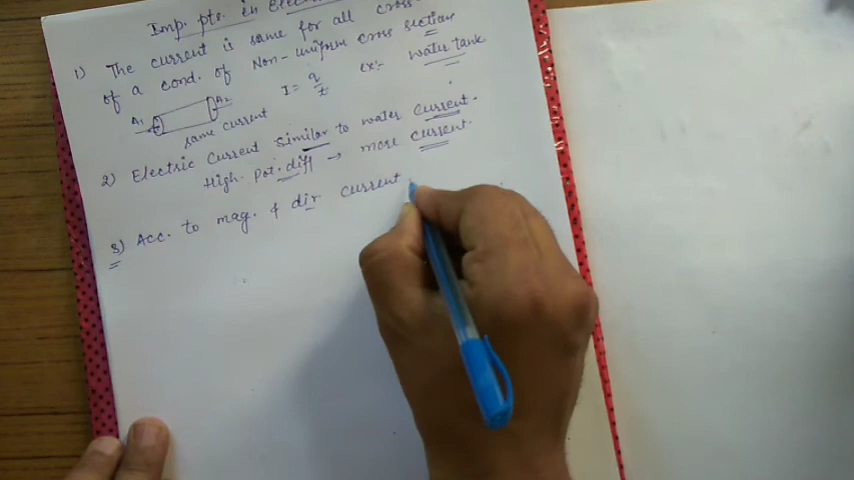 Imp. pts. in Elec
1) The current is same for all cross
of a cond. of Non-uniform cross section
I = q/t ex:- water tank
A1 A2
same current
2) Electric Current similar to water current.
High. Pot. diff → more current.
3) Acc. to mag. & dir current